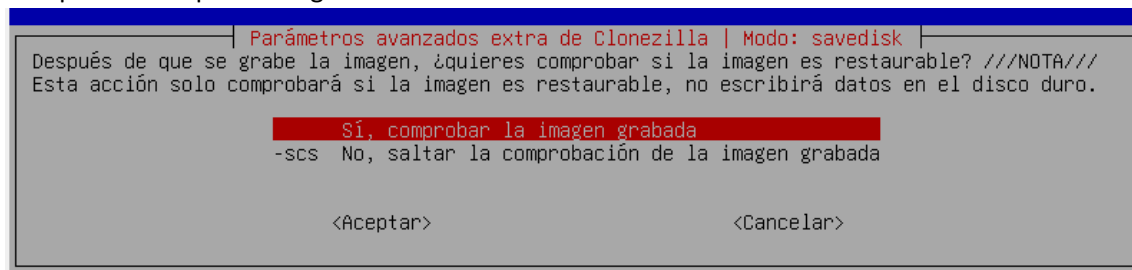 Parámetros avanzados extra de Clonezilla | Modo: savedisk
Después de que se grabe la imagen, ¿quieres comprobar si la imagen es restaurable? ///NOTA///
Esta acción solo comprobará si la imagen es restaurable, no escribirá datos en el disco duro.
Sí, comprobar la imagen grabada
-scs No, saltar la comprobación de la imagen grabada
<Aceptar> <Cancelar>